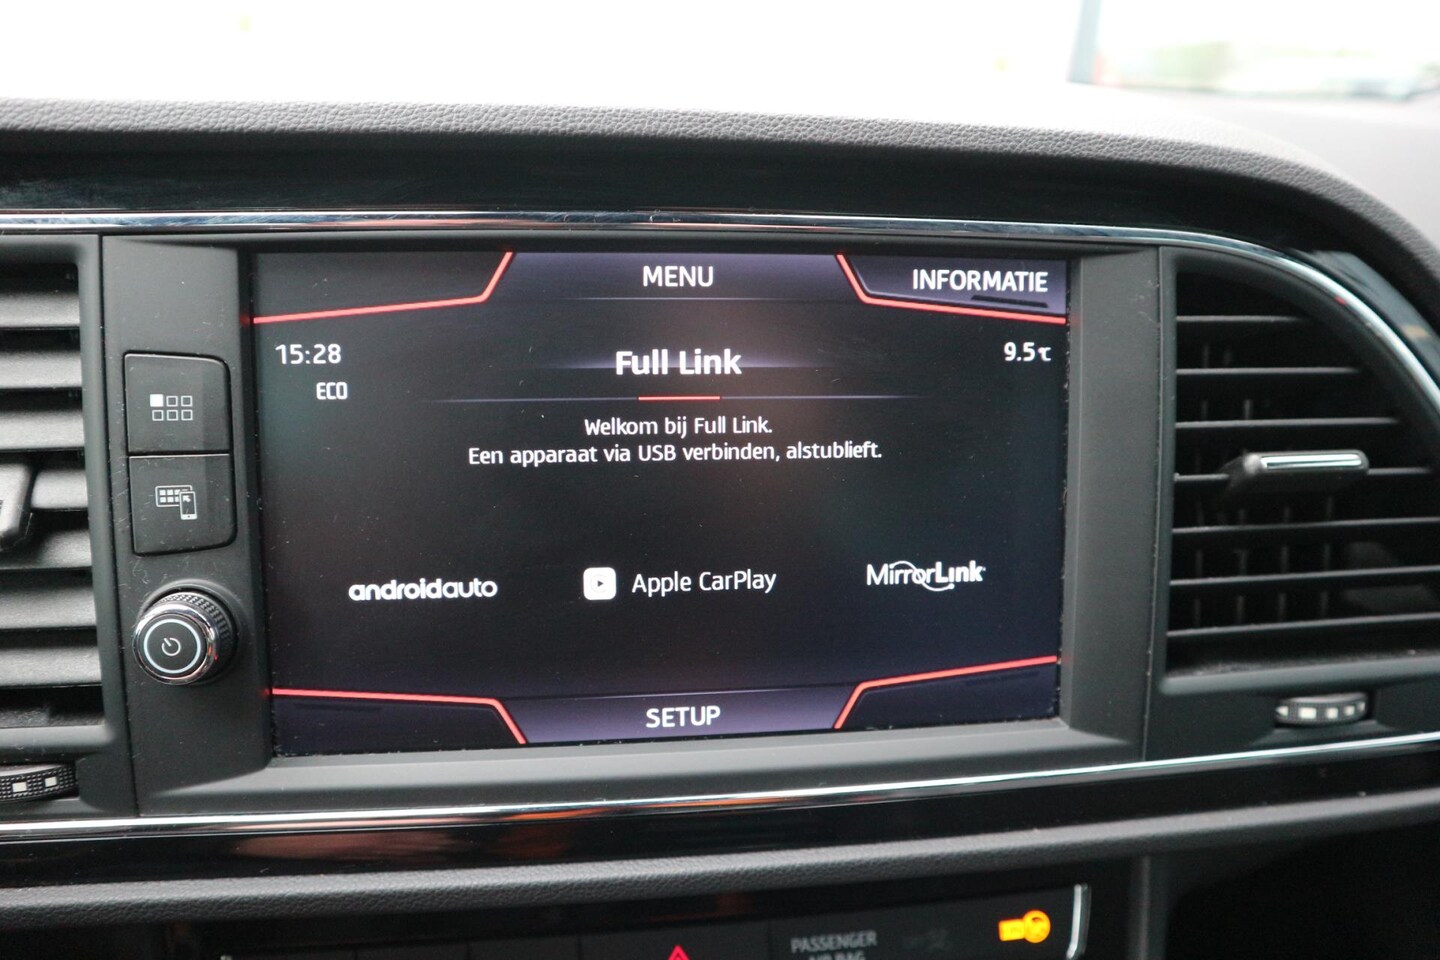 MENU
INFORMATIE
15:28
9.5℃
ECO
Full Link
Welkom bij Full Link.
Een apparaat via USB verbinden, alstublieft.
androidauto
Apple CarPlay
MirrorLink
SETUP
PASSENGER